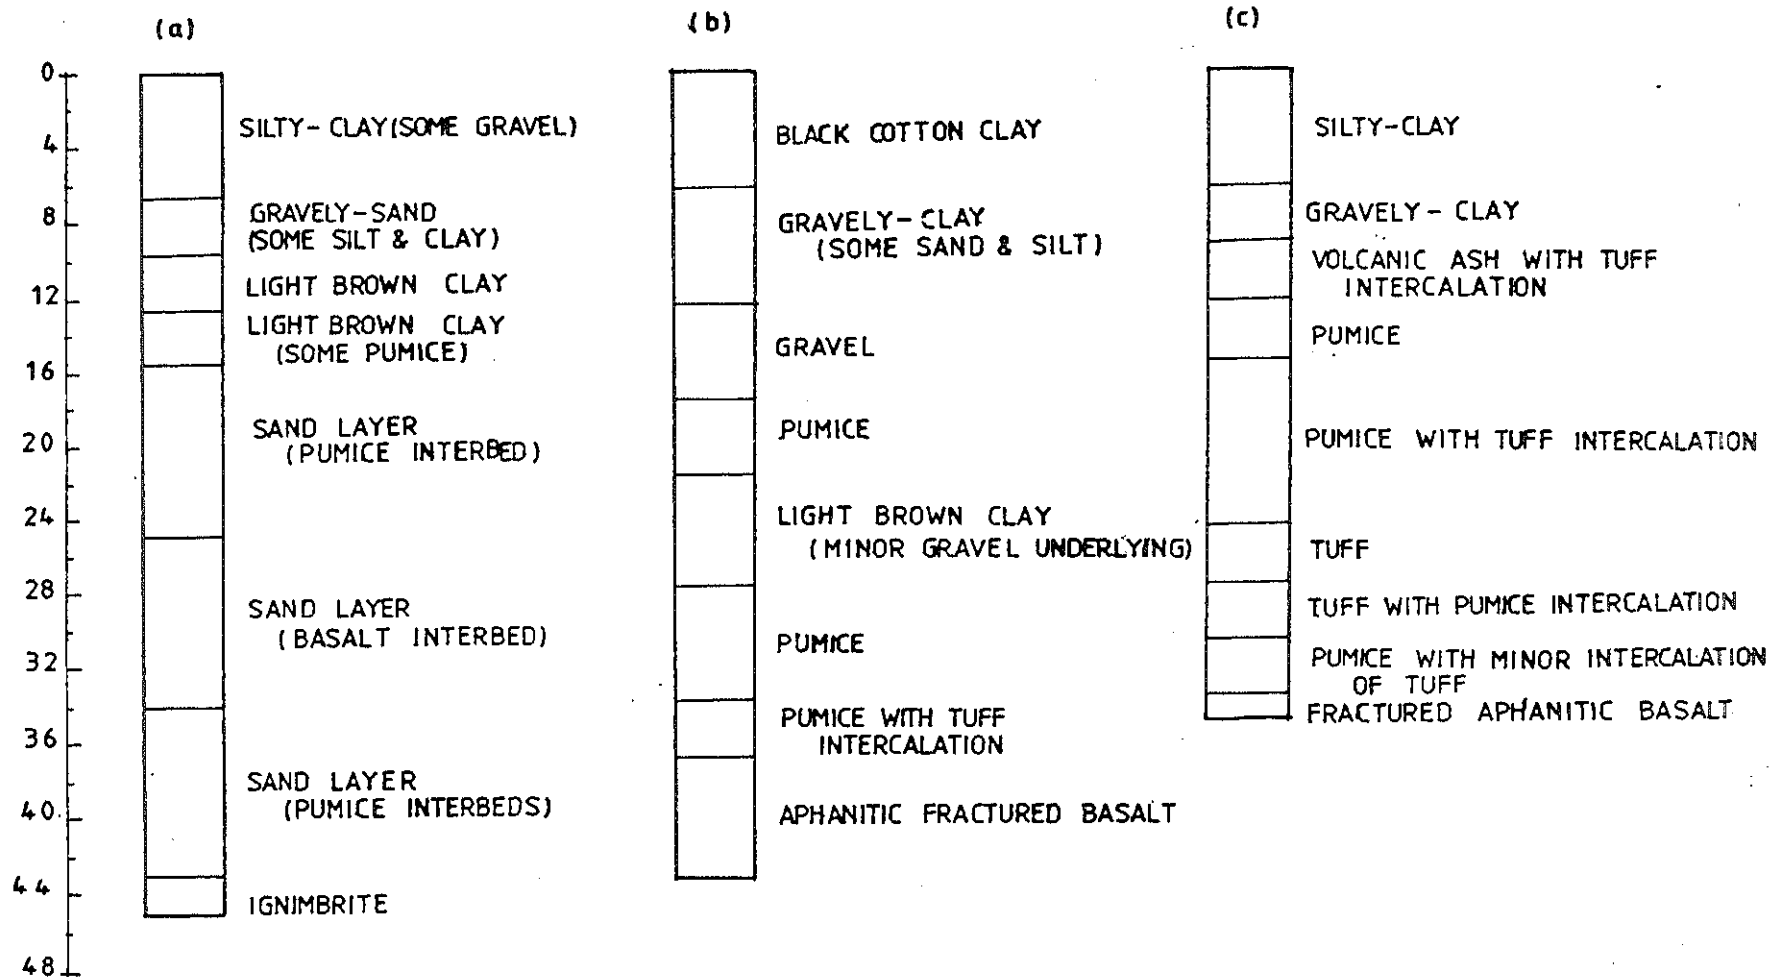 (a)
(b)
(c)
0
4
8
12
16
20
24
28
32
36
40
44
48
SILTY-CLAY(SOME GRAVEL)
GRAVELY-SAND
(SOME SILT & CLAY)
LIGHT BROWN CLAY
LIGHT BROWN CLAY
(SOME PUMICE)
SAND LAYER
(PUMICE INTERBED)
SAND LAYER
(BASALT INTERBED)
SAND LAYER
(PUMICE INTERBEDS)
IGNIMBRITE
BLACK COTTON CLAY
GRAVELY-CLAY
(SOME SAND & SILT)
GRAVEL
PUMICE
LIGHT BROWN CLAY
(MINOR GRAVEL UNDERLYING)
PUMICE
PUMICE WITH TUFF
INTERCALATION
APHANITIC FRACTURED BASALT
SILTY-CLAY
GRAVELY-CLAY
VOLCANIC ASH WITH TUFF
INTERCALATION
PUMICE
PUMICE WITH TUFF INTERCALATION
TUFF
TUFF WITH PUMICE INTERCALATION
PUMICE WITH MINOR INTERCALATION
OF TUFF
FRACTURED APHANITIC BASALT